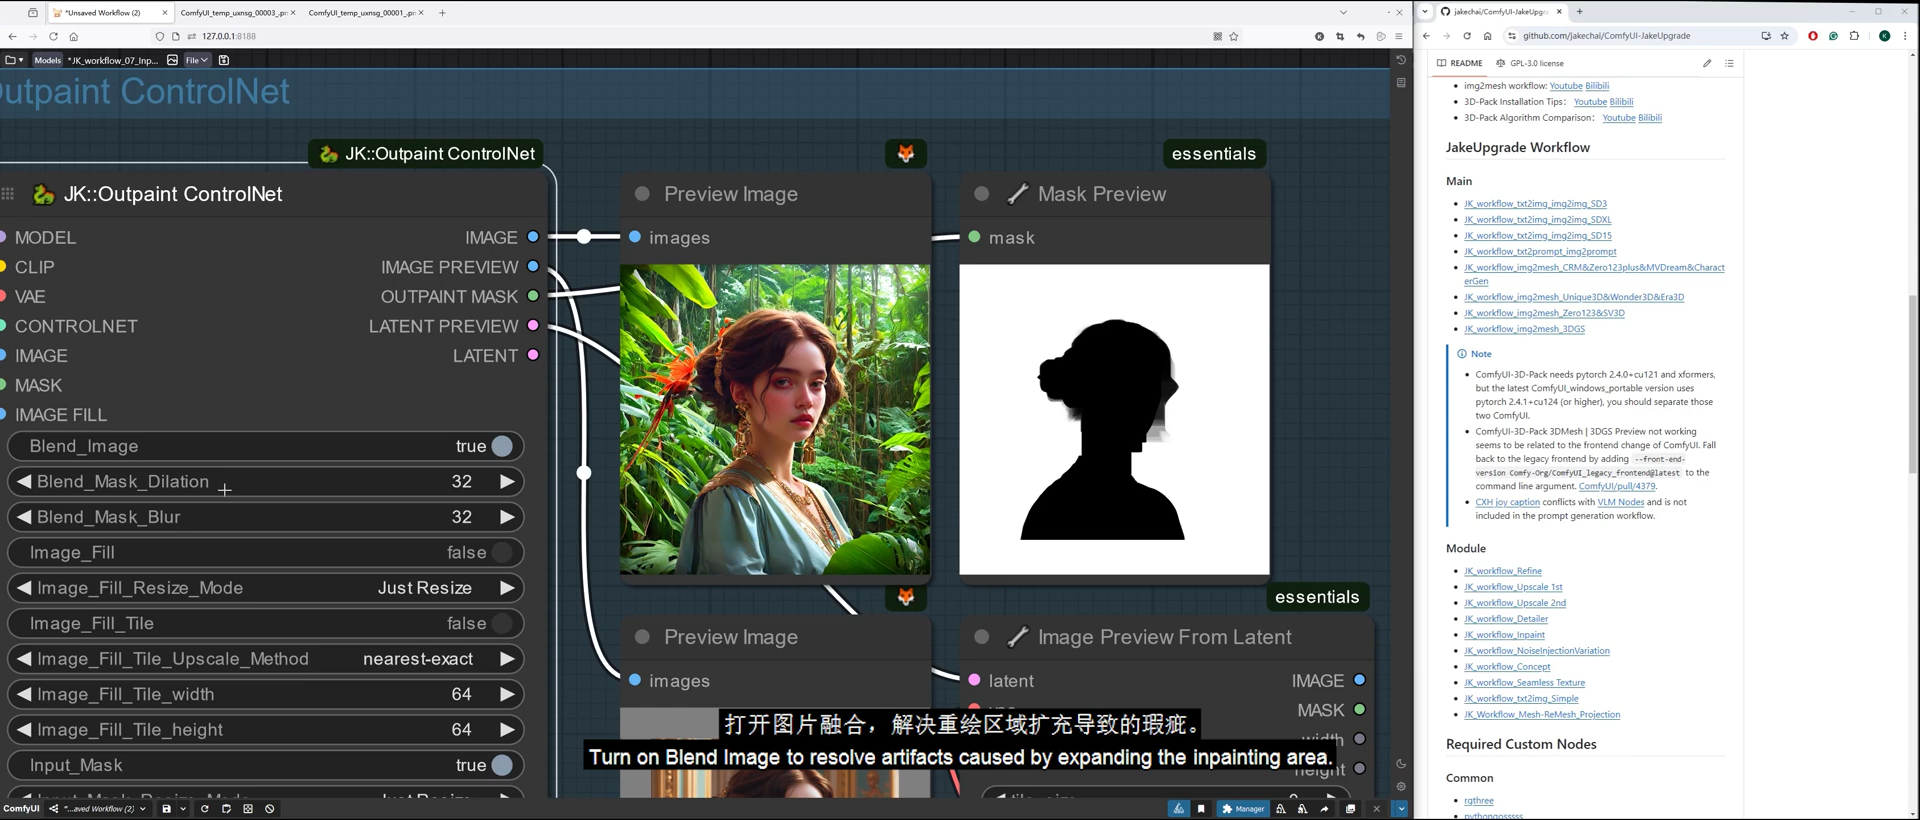 *Unsaved Workflow (2)
ComfyUI_temp_uxnsg_00003_.pn
ComfyUI_temp_uxnsg_00001_.pn
127.0.0.1:8188
Models
*JK_workflow_07_Inp...
File
utpaint ControlNet
JK::Outpaint ControlNet
essentials
JK::Outpaint ControlNet
Preview Image
Mask Preview
MODEL
IMAGE
images
mask
CLIP
IMAGE PREVIEW
VAE
OUTPAINT MASK
CONTROLNET
LATENT PREVIEW
IMAGE
LATENT
MASK
IMAGE FILL
Blend_Image true
Blend_Mask_Dilation 32
Blend_Mask_Blur 32
Image_Fill false
Image_Fill_Resize_Mode Just Resize
Image_Fill_Tile false
Image_Fill_Tile_Upscale_Method nearest-exact
Image_Fill_Tile_width 64
Image_Fill_Tile_height 64
Input_Mask true
essentials
Preview Image
Image Preview From Latent
images
latent
IMAGE
MASK
width
height
打开图片融合，解决重绘区域扩充导致的瑕疵。
Turn on Blend Image to resolve artifacts caused by expanding the inpainting area.
ComfyUI
*...aved Workflow (2)
Manager
jakechai/ComfyUI-JakeUpgr
github.com/jakechai/ComfyUI-JakeUpgrade
README
GPL-3.0 license
img2mesh workflow: Youtube Bilibili
3D-Pack Installation Tips: Youtube Bilibili
3D-Pack Algorithm Comparison: Youtube Bilibili
JakeUpgrade Workflow
Main
JK_workflow_txt2img_img2img_SD3
JK_workflow_txt2img_img2img_SDXL
JK_workflow_txt2img_img2img_SD15
JK_workflow_txt2prompt_img2prompt
JK_workflow_img2mesh_CRM&Zero123plus&MVDream&Charact
erGen
JK_workflow_img2mesh_Unique3D&Wonder3D&Era3D
JK_workflow_img2mesh_Zero123&SV3D
JK_workflow_img2mesh_3DGS
Note
ComfyUI-3D-Pack needs pytorch 2.4.0+cu121 and xformers,
but the latest ComfyUI_windows_portable version uses
pytorch 2.4.1+cu124 (or higher), you should separate those
two ComfyUI.
ComfyUI-3D-Pack 3DMesh | 3DGS Preview not working
seems to be related to the frontend change of ComfyUI. Fall
back to the legacy frontend by adding --front-end-
version Comfy-Org/ComfyUI_legacy_frontend@latest to the
command line argument. ComfyUI/pull/4379.
CXH joy caption conflicts with VLM Nodes and is not
included in the prompt generation workflow.
Module
JK_workflow_Refine
JK_workflow_Upscale 1st
JK_workflow_Upscale 2nd
JK_workflow_Detailer
JK_workflow_Inpaint
JK_workflow_NoiseInjectionVariation
JK_workflow_Concept
JK_workflow_Seamless Texture
JK_workflow_txt2img_Simple
JK_Workflow_Mesh-ReMesh_Projection
Required Custom Nodes
Common
rgthree
pythongosssss